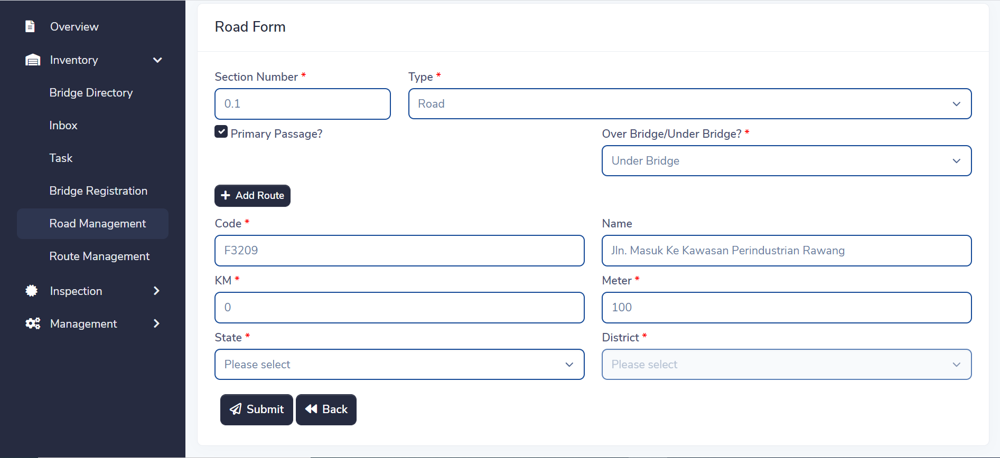 Overview
Inventory
Bridge Directory
Inbox
Task
Bridge Registration
Road Management
Route Management
Inspection
Management
Road Form
Section Number *
Type *
0.1
Road
Primary Passage?
Over Bridge/Under Bridge? *
Under Bridge
Add Route
Code *
Name
F3209
Jln. Masuk Ke Kawasan Perindustrian Rawang
KM *
Meter *
0
100
State *
District *
Please select
Please select
Submit
Back